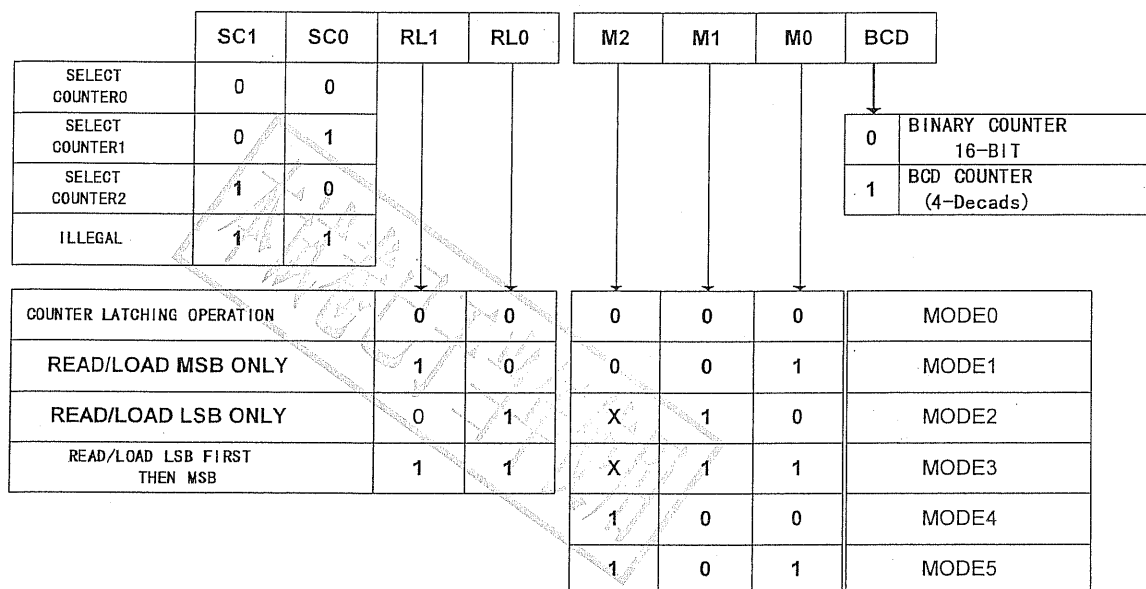 SC1 SC0 RL1 RL0 M2 M1 M0 BCD
SELECT
COUNTER0 0 0
SELECT
COUNTER1 0 1
SELECT
COUNTER2 1 0
ILLEGAL 1 1
0 BINARY COUNTER
16-BIT
1 BCD COUNTER
(4-Decads)
COUNTER LATCHING OPERATION 0 0 0 0 0 MODE0
READ/LOAD MSB ONLY 1 0 0 0 1 MODE1
READ/LOAD LSB ONLY 0 1 X 1 0 MODE2
READ/LOAD LSB FIRST
THEN MSB 1 1 X 1 1 MODE3
1 0 0 MODE4
1 0 1 MODE5